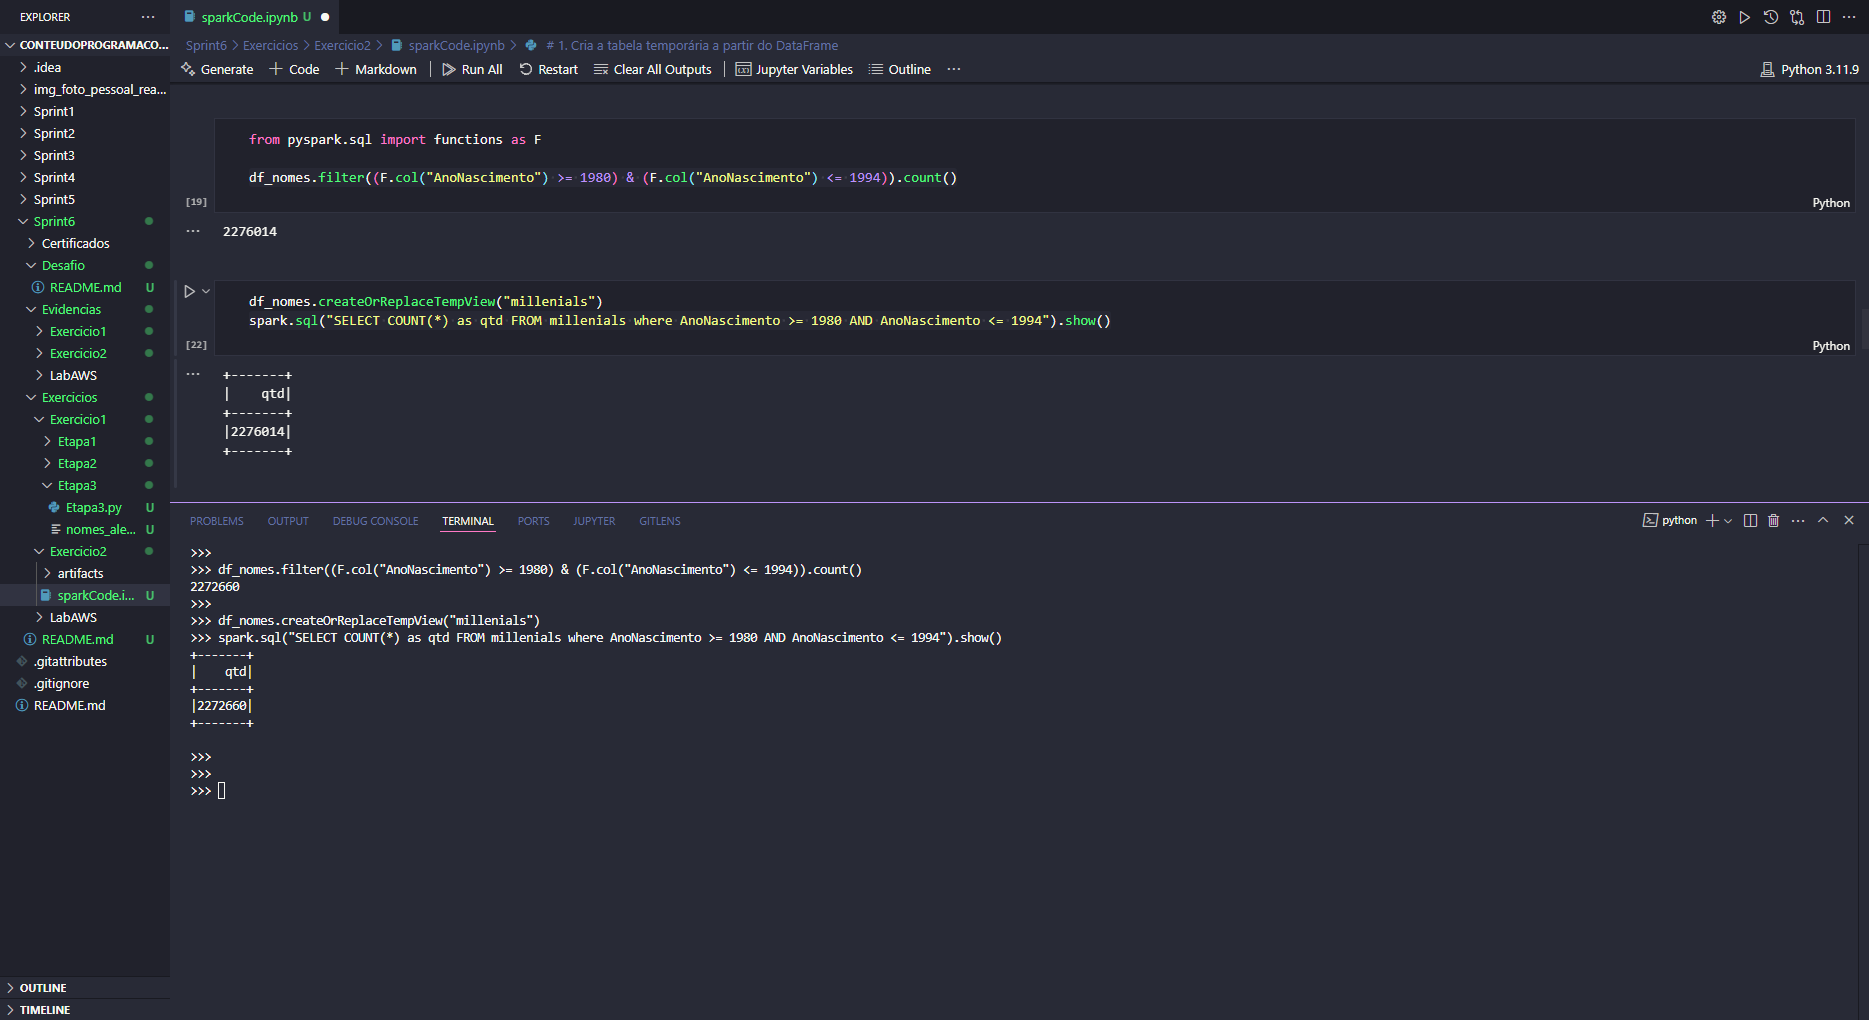 EXPLORER
CONTEUDOPROGRAMACO...
.idea
img_foto_pessoal_rea...
Sprint1
Sprint2
Sprint3
Sprint4
Sprint5
Sprint6
Certificados
Desafio
README.md U
Evidencias
Exercicio1
Exercicio2
LabAWS
Exercicios
Exercicio1
Etapa1
Etapa2
Etapa3
Etapa3.py U
nomes_ale... U
Exercicio2
artifacts
sparkCode.i... U
LabAWS
README.md U
.gitattributes
.gitignore
README.md
OUTLINE
TIMELINE
sparkCode.ipynb U
Sprint6 > Exercicios > Exercicio2 > sparkCode.ipynb > # 1. Cria a tabela temporária a partir do DataFrame
Generate + Code + Markdown | Run All Restart Clear All Outputs | Jupyter Variables Outline ...
Python 3.11.9
from pyspark.sql import functions as F
df_nomes.filter((F.col("AnoNascimento") >= 1980) & (F.col("AnoNascimento") <= 1994)).count()
[19]
Python
... 2276014
df_nomes.createOrReplaceTempView("millenials")
spark.sql("SELECT COUNT(*) as qtd FROM millenials where AnoNascimento >= 1980 AND AnoNascimento <= 1994").show()
[22]
Python
... +-------+
|    qtd|
+-------+
|2276014|
+-------+
PROBLEMS OUTPUT DEBUG CONSOLE TERMINAL PORTS JUPYTER GITLENS
python
>>>
>>> df_nomes.filter((F.col("AnoNascimento") >= 1980) & (F.col("AnoNascimento") <= 1994)).count()
2272660
>>>
>>> df_nomes.createOrReplaceTempView("millenials")
>>> spark.sql("SELECT COUNT(*) as qtd FROM millenials where AnoNascimento >= 1980 AND AnoNascimento <= 1994").show()
+-------+
|    qtd|
+-------+
|2272660|
+-------+
>>>
>>>
>>>